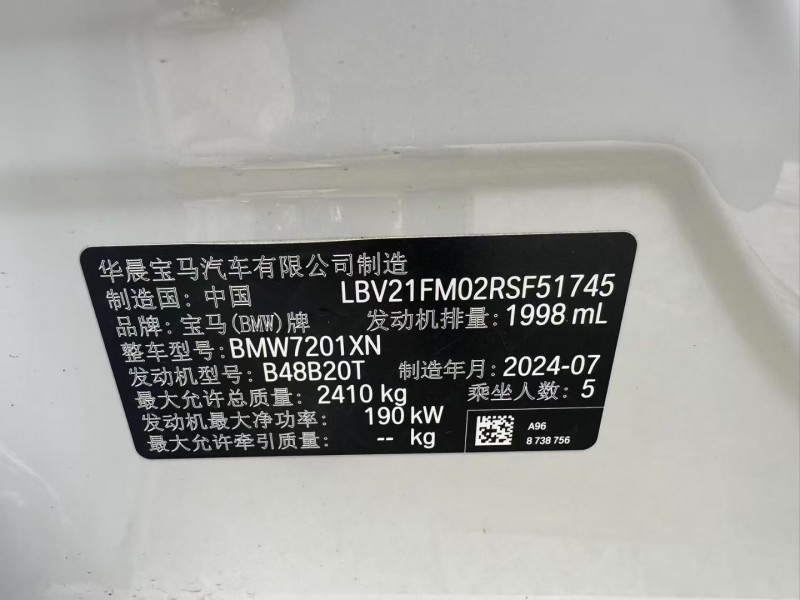 华晨宝马汽车有限公司制造
制造国: 中国 LBV21FM02RSF51745
品牌: 宝马(BMW)牌 发动机排量: 1998 mL
整车型号: BMW7201XN
发动机型号: B48B20T 制造年月: 2024-07
最大允许总质量: 2410 kg 乘坐人数: 5
发动机最大净功率: 190 kW
最大允许牵引质量: -- kg
A96
8 738 756